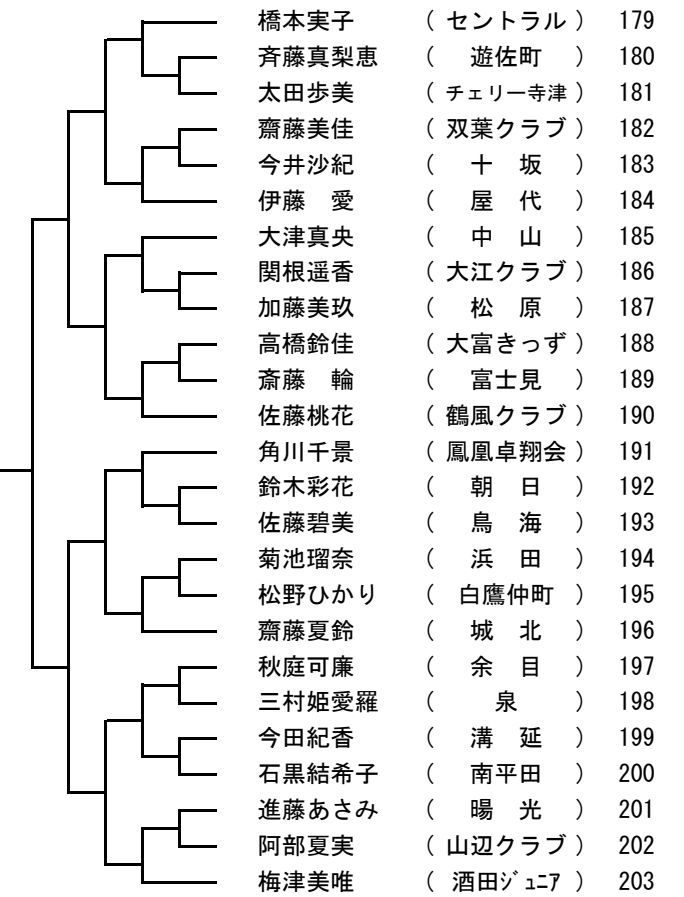 橋本実子 ( セントラル ) 179
斉藤真梨恵 ( 遊佐町 ) 180
太田歩美 ( チェリー寺津 ) 181
齋藤美佳 ( 双葉クラブ ) 182
今井沙紀 ( 十 坂 ) 183
伊藤 愛 ( 屋 代 ) 184
大津真央 ( 中 山 ) 185
関根遥香 ( 大江クラブ ) 186
加藤美玖 ( 松 原 ) 187
高橋鈴佳 ( 大富きっず ) 188
斎藤 輪 ( 富士見 ) 189
佐藤桃花 ( 鶴風クラブ ) 190
角川千景 ( 鳳凰卓翔会 ) 191
鈴木彩花 ( 朝 日 ) 192
佐藤碧美 ( 鳥 海 ) 193
菊池瑠奈 ( 浜 田 ) 194
松野ひかり ( 白鷹仲町 ) 195
齋藤夏鈴 ( 城 北 ) 196
秋庭可廉 ( 余 目 ) 197
三村姫愛羅 ( 泉 ) 198
今田紀香 ( 溝 延 ) 199
石黒結希子 ( 南平田 ) 200
進藤あさみ ( 暘 光 ) 201
阿部夏実 ( 山辺クラブ ) 202
梅津美唯 ( 酒田ｼﾞｭﾆｱ ) 203